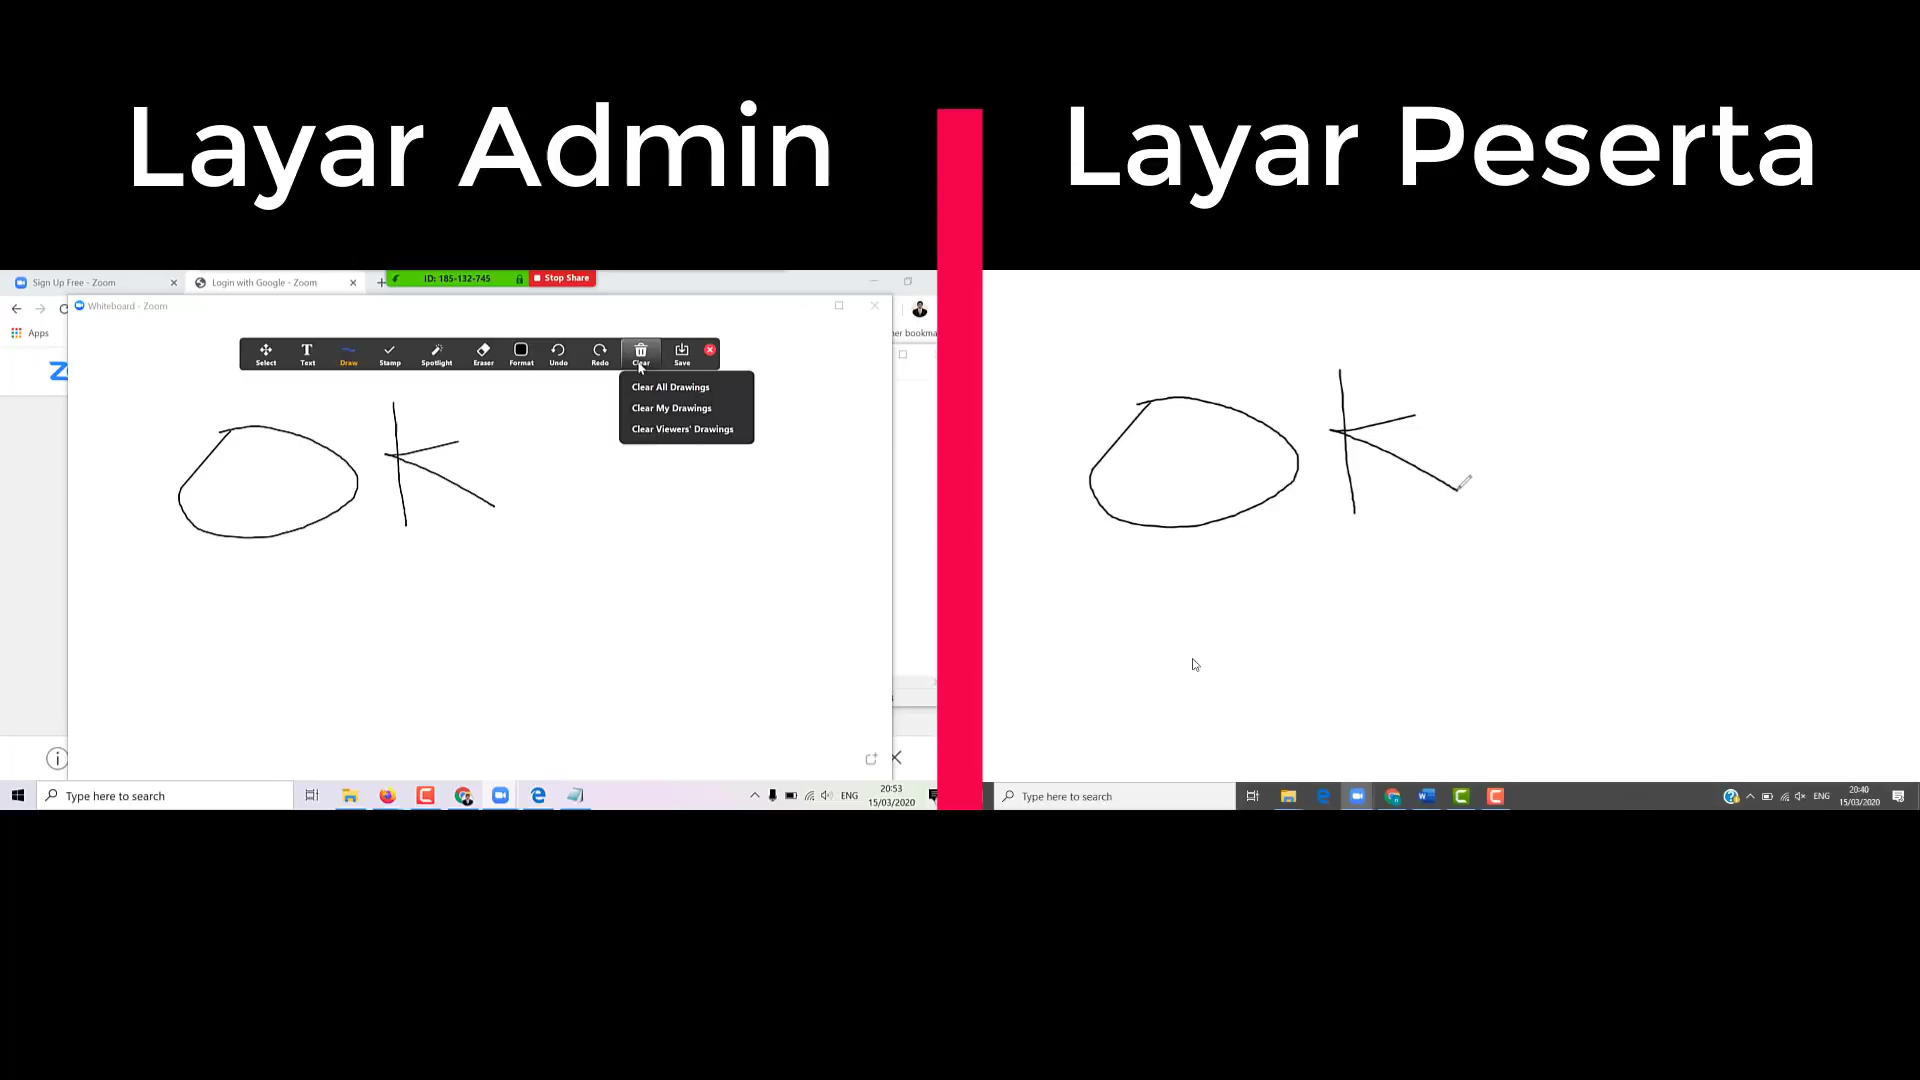 Layar Admin
Layar Peserta
Sign Up Free - Zoom
Login with Google - Zoom
ID: 185-132-745
Stop Share
Whiteboard - Zoom
Apps
Select
Text
Draw
Stamp
Spotlight
Eraser
Format
Undo
Redo
Clear
Save
Clear All Drawings
Clear My Drawings
Clear Viewers' Drawings
OK
OK
Type here to search
ENG
20:53
15/03/2020
Type here to search
ENG
20:40
15/03/2020